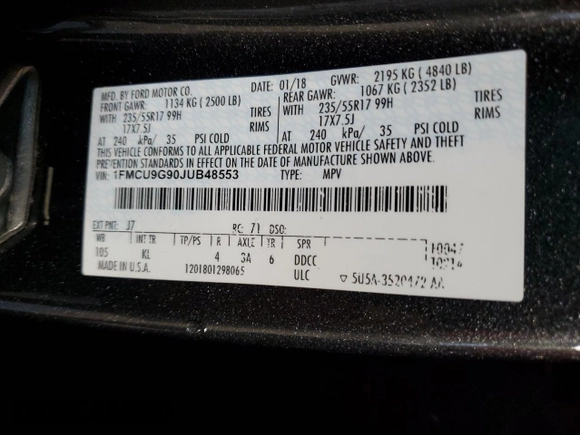 MFD. BY FORD MOTOR CO.
DATE: 01/18 GVWR: 2195 KG ( 4840 LB)
FRONT GAWR: 1134 KG ( 2500 LB)
REAR GAWR: 1067 KG ( 2352 LB)
WITH 235/55R17 99H TIRES
17X7.5J RIMS
WITH 235/55R17 99H TIRES
17X7.5J RIMS
AT 240 kPa/ 35 PSI COLD
AT 240 kPa/ 35 PSI COLD
THIS VEHICLE CONFORMS TO ALL APPLICABLE FEDERAL MOTOR VEHICLE SAFETY AND THEFT
PREVENTION STANDARDS IN EFFECT ON THE DATE OF MANUFACTURE SHOWN ABOVE.
VIN: 1FMCU9G90JUB48553 TYPE: MPV
EXT PNT: J7 RC: 71 DSO:
WB INT TR TP/PS R AXLE YR SPR
105 KL 4 3A 6 DDCC
MADE IN U.S.A. 1201801298065 ULC